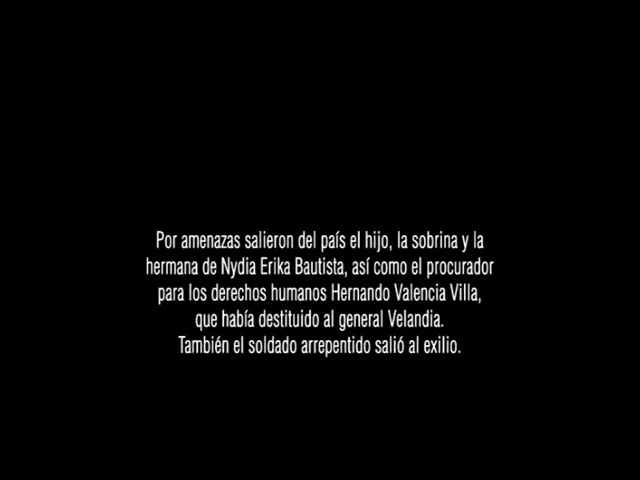 Por amenazas salieron del país el hijo, la sobrina y la
hermana de Nydia Erika Bautista, así como el procurador
para los derechos humanos Hernando Valencia Villa,
que había destituido al general Velandia.
También el soldado arrepentido salió al exilio.